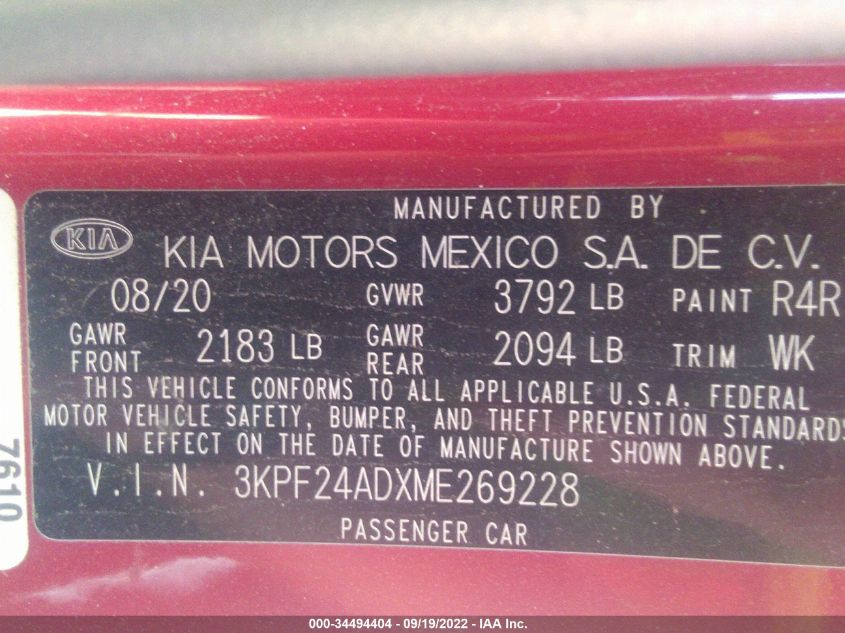 MANUFACTURED BY
KIA KIA MOTORS MEXICO S.A. DE C.V.
08/20 GVWR 3792 LB PAINT R4R
GAWR FRONT 2183 LB GAWR REAR 2094 LB TRIM WK
THIS VEHICLE CONFORMS TO ALL APPLICABLE U.S.A. FEDERAL
MOTOR VEHICLE SAFETY, BUMPER, AND THEFT PREVENTION STANDARDS
IN EFFECT ON THE DATE OF MANUFACTURE SHOWN ABOVE.
V.I.N. 3KPF24ADXME269228
PASSENGER CAR
7610
000-34494404 - 09/19/2022 - IAA Inc.